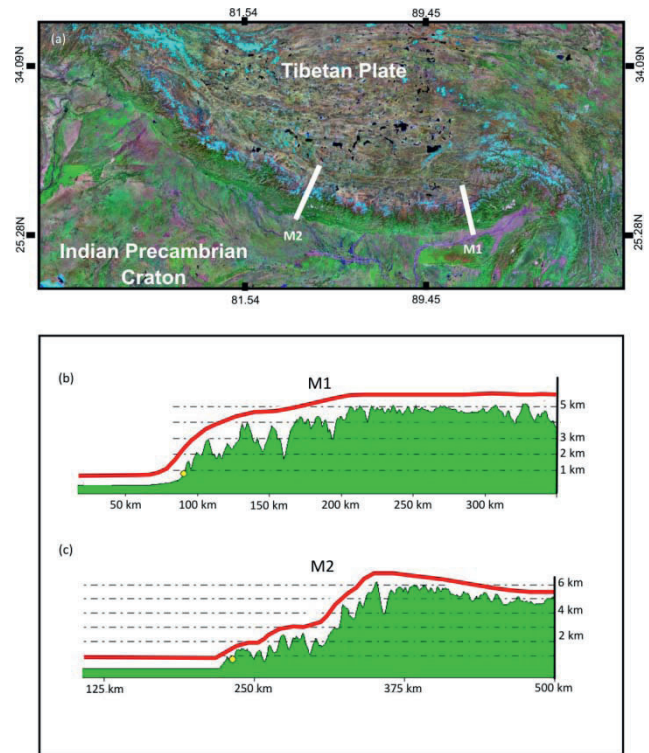 81.54
89.45
(a)
34.09N
34.09N
Tibetan Plate
M2
M1
25.28N
25.28N
Indian Precambrian
Craton
81.54
89.45
(b)
M1
5 km
3 km
2 km
1 km
50 km
100 km
150 km
200 km
250 km
300 km
(c)
M2
6 km
4 km
2 km
125 km
250 km
375 km
500 km